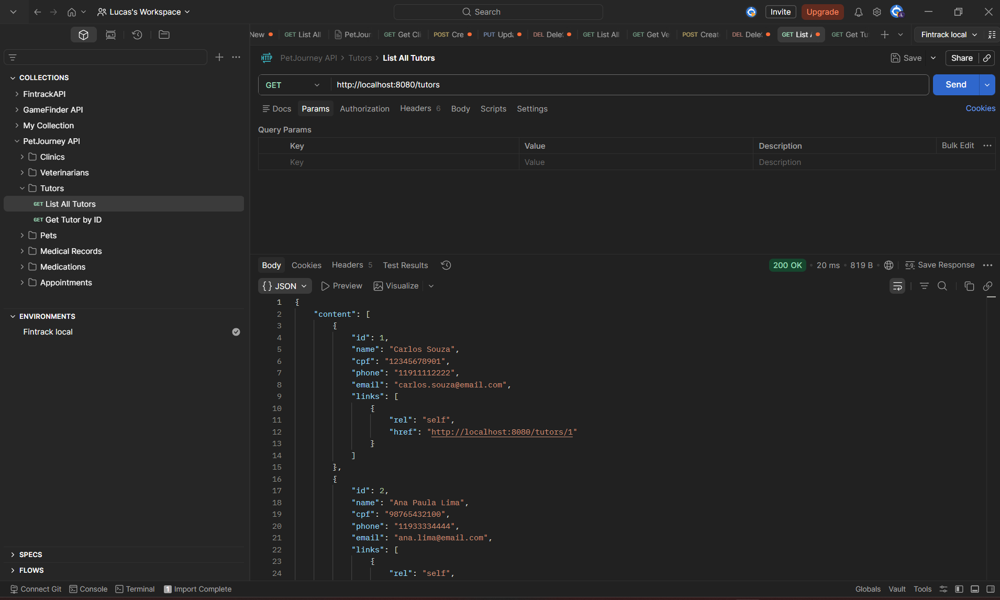 Lucas's Workspace
Search
Invite
Upgrade
L
New GET List All PetJour GET Get Cli POST Cre PUT Upda DEL Delet GET List All GET Get Ve POST Creat DEL Delet GET List A GET Get Tu Fintrack local
HTTP PetJourney API > Tutors > List All Tutors
Save Share
GET http://localhost:8080/tutors Send
Docs Params Authorization Headers 6 Body Scripts Settings Cookies
Query Params
Key Value Description Bulk Edit
Key Value Description
COLLECTIONS
FintrackAPI
GameFinder API
My Collection
PetJourney API
Clinics
Veterinarians
Tutors
GET List All Tutors
GET Get Tutor by ID
Pets
Medical Records
Medications
Appointments
ENVIRONMENTS
Fintrack local
SPECS
FLOWS
Body Cookies Headers 5 Test Results 200 OK • 20 ms • 819 B • e.g. Save Response
{} JSON Preview Visualize
1 {
2 "content": [
3 {
4 "id": 1,
5 "name": "Carlos Souza",
6 "cpf": "12345678901",
7 "phone": "11911112222",
8 "email": "carlos.souza@email.com",
9 "links": [
10 {
11 "rel": "self",
12 "href": "http://localhost:8080/tutors/1"
13 }
14 ]
15 },
16 {
17 "id": 2,
18 "name": "Ana Paula Lima",
19 "cpf": "98765432100",
20 "phone": "11933334444",
21 "email": "ana.lima@email.com",
22 "links": [
23 {
24 "rel": "self",
Connect Git Console Terminal 1 Import Complete Globals Vault Tools